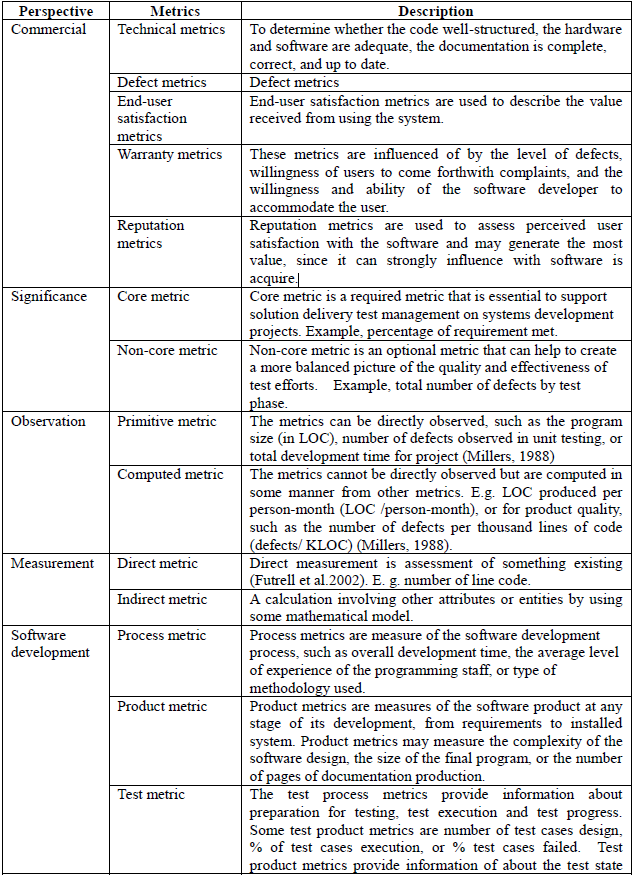 Perspective Metrics Description
Commercial Technical metrics To determine whether the code well-structured, the hardware
and software are adequate, the documentation is complete,
correct, and up to date.
Defect metrics Defect metrics
End-user End-user satisfaction metrics are used to describe the value
satisfaction received from using the system.
metrics
Warranty metrics These metrics are influenced of by the level of defects,
willingness of users to come forthwith complaints, and the
willingness and ability of the software developer to
accommodate the user.
Reputation Reputation metrics are used to assess perceived user
metrics satisfaction with the software and may generate the most
value, since it can strongly influence with software is
acquire.
Significance Core metric Core metric is a required metric that is essential to support
solution delivery test management on systems development
projects. Example, percentage of requirement met.
Non-core metric Non-core metric is an optional metric that can help to create
a more balanced picture of the quality and effectiveness of
test efforts. Example, total number of defects by test
phase.
Observation Primitive metric The metrics can be directly observed, such as the program
size (in LOC), number of defects observed in unit testing, or
total development time for project (Millers, 1988)
Computed metric The metrics cannot be directly observed but are computed in
some manner from other metrics. E.g. LOC produced per
person-month (LOC /person-month), or for product quality,
such as the number of defects per thousand lines of code
(defects/ KLOC) (Millers, 1988).
Measurement Direct metric Direct measurement is assessment of something existing
(Futrell et al.2002). E. g. number of line code.
Indirect metric A calculation involving other attributes or entities by using
some mathematical model.
Software Process metric Process metrics are measure of the software development
development process, such as overall development time, the average level
of experience of the programming staff, or type of
methodology used.
Product metric Product metrics are measures of the software product at any
stage of its development, from requirements to installed
system. Product metrics may measure the complexity of the
software design, the size of the final program, or the number
of pages of documentation production.
Test metric The test process metrics provide information about
preparation for testing, test execution and test progress.
Some test product metrics are number of test cases design,
% of test cases execution, or % test cases failed. Test
product metrics provide information of about the test state